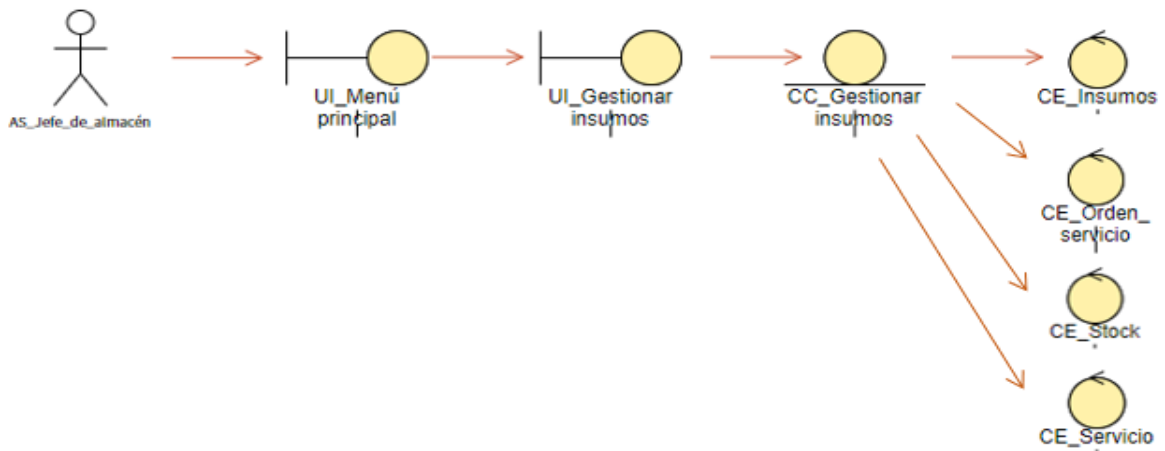 AS_Jefe_de_almacén
UI_Menú
principal
UI_Gestionar
insumos
CC_Gestionar
insumos
CE_Insumos
CE_Orden_
servicio
CE_Stock
CE_Servicio